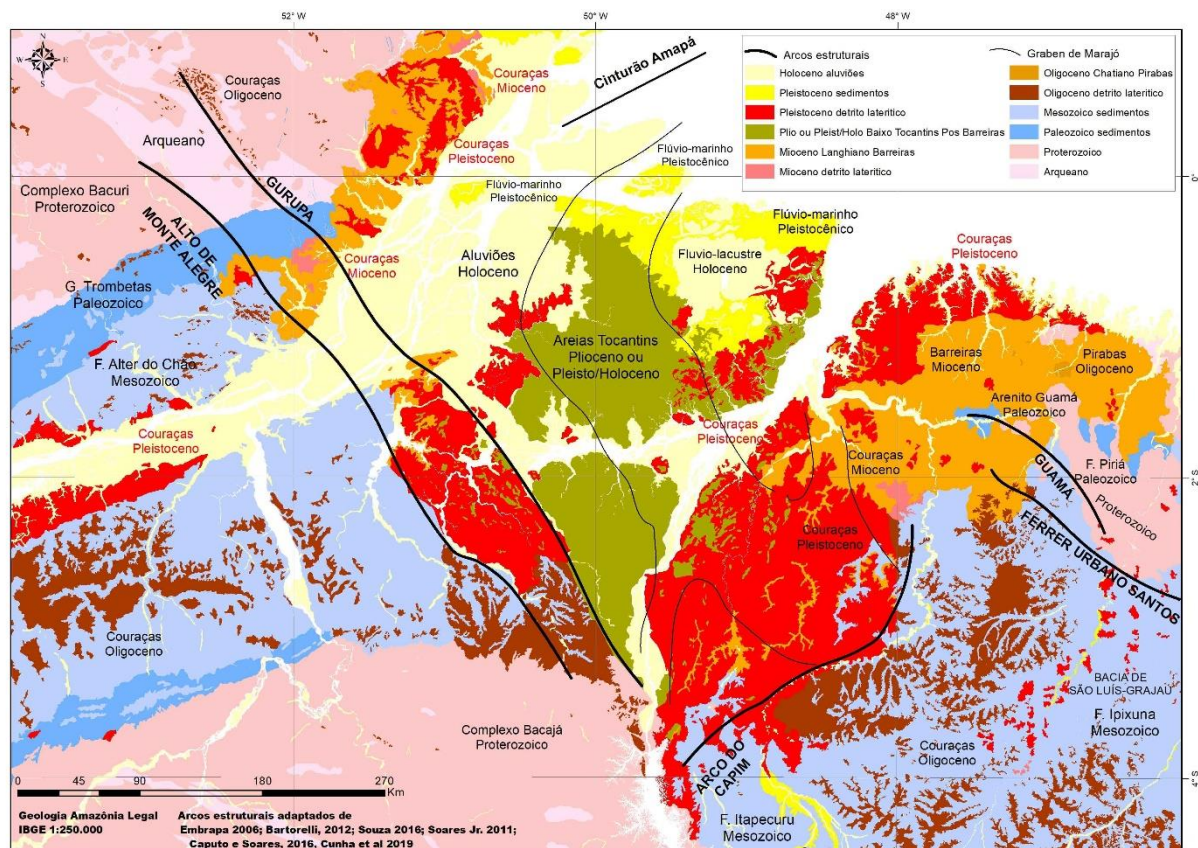 52° W
50° W
48° W
N
W E
S
Couraças
Oligoceno
Couraças
Mioceno
Cinturão Amapá
Arcos estruturais
Graben de Marajó
Holoceno aluviões
Oligoceno Chatiano Pirabas
Pleistoceno sedimentos
Oligoceno detrito lateritico
Pleistoceno detrito lateritico
Mesozoico sedimentos
Plio ou Pleist/Holo Baixo Tocantins Pos Barreiras
Paleozoico sedimentos
Mioceno Langhiano Barreiras
Proterozoico
Mioceno detrito lateritico
Arqueano
Arqueano
Couraças
Pleistoceno
Flúvio-marinho
Pleistocênico
0°
Complexo Bacuri
Proterozoico
GURUPA
Flúvio-marinho
Pleistocênico
ALTO DE
MONTE ALEGRE
Flúvio-marinho
Pleistocênico
Couraças
Pleistoceno
Couraças
Mioceno
Aluviões
Holoceno
Fluvio-lacustre
Holoceno
G. Trombetas
Paleozoico
Areias Tocantins
Plioceno ou
Pleisto/Holoceno
Barreiras
Mioceno
Pirabas
Oligoceno
F. Alter do Chão
Mesozoico
Arenito Guamá
Paleozoico
Couraças
Pleistoceno
Couraças
Pleistoceno
Couraças
Mioceno
GUAMÁ
F. Piriá
Paleozoico
2°S
Proterozoico
Couraças
Pleistoceno
FERRER URBANO SANTOS
Couraças
Oligoceno
BACIA DE
SÃO LUÍS-GRAJAÚ
F. Ipixuna
Mesozoico
Complexo Bacajá
Proterozoico
Couraças
Oligoceno
ARCO DO
CAPIM
4°S
0 45 90 180 270
Km
F. Itapecuru
Mesozoico
Geologia Amazônia Legal
IBGE 1:250.000
Arcos estruturais adaptados de
Embrapa 2006; Bartorelli, 2012; Souza 2016; Soares Jr. 2011;
Caputo e Soares, 2016, Cunha et al 2019